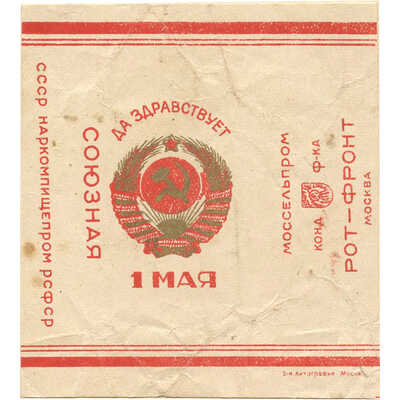 СССР НАРКОМПИЩЕПРОМ РСФСР
СОЮЗНАЯ
ДА ЗДРАВСТВУЕТ
1 МАЯ
МОССЕЛЬПРОМ
КОНД Ф-КА
РОТ-ФРОНТ
МОСКВА